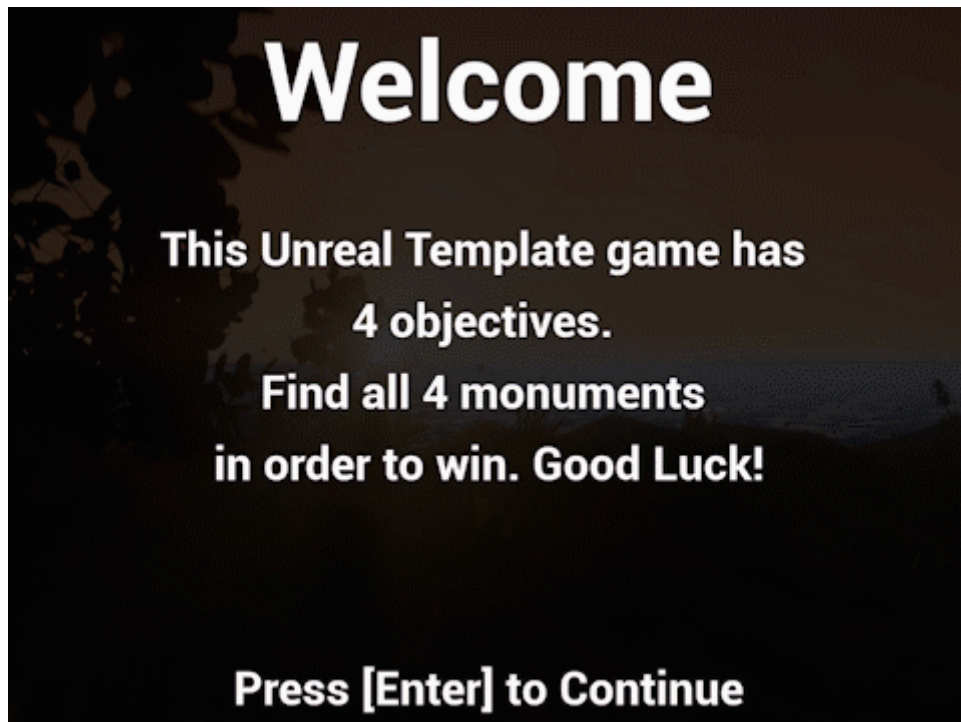 Welcome
This Unreal Template game has
4 objectives.
Find all 4 monuments
in order to win. Good Luck!
Press [Enter] to Continue